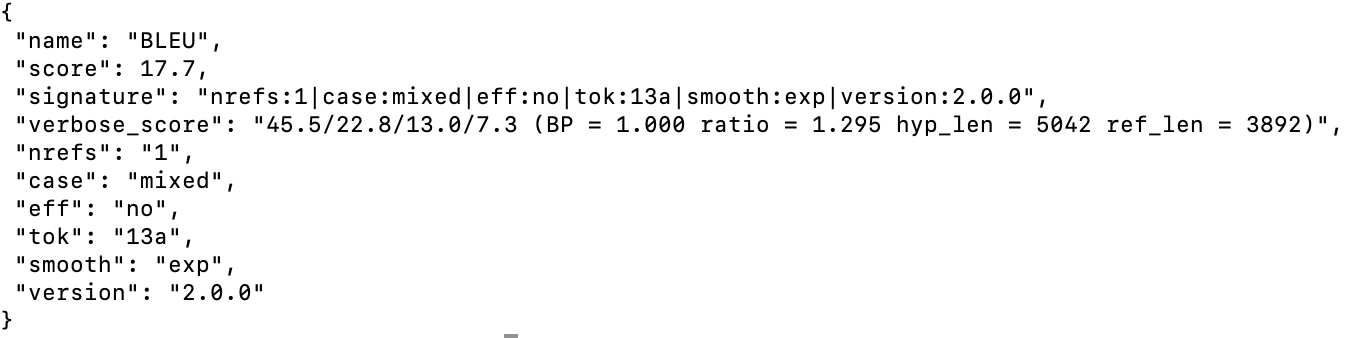 {
 "name": "BLEU",
 "score": 17.7,
 "signature": "nrefs:1|case:mixed|eff:no|tok:13a|smooth:exp|version:2.0.0",
 "verbose_score": "45.5/22.8/13.0/7.3 (BP = 1.000 ratio = 1.295 hyp_len = 5042 ref_len = 3892)",
 "nrefs": "1",
 "case": "mixed",
 "eff": "no",
 "tok": "13a",
 "smooth": "exp",
 "version": "2.0.0"
}